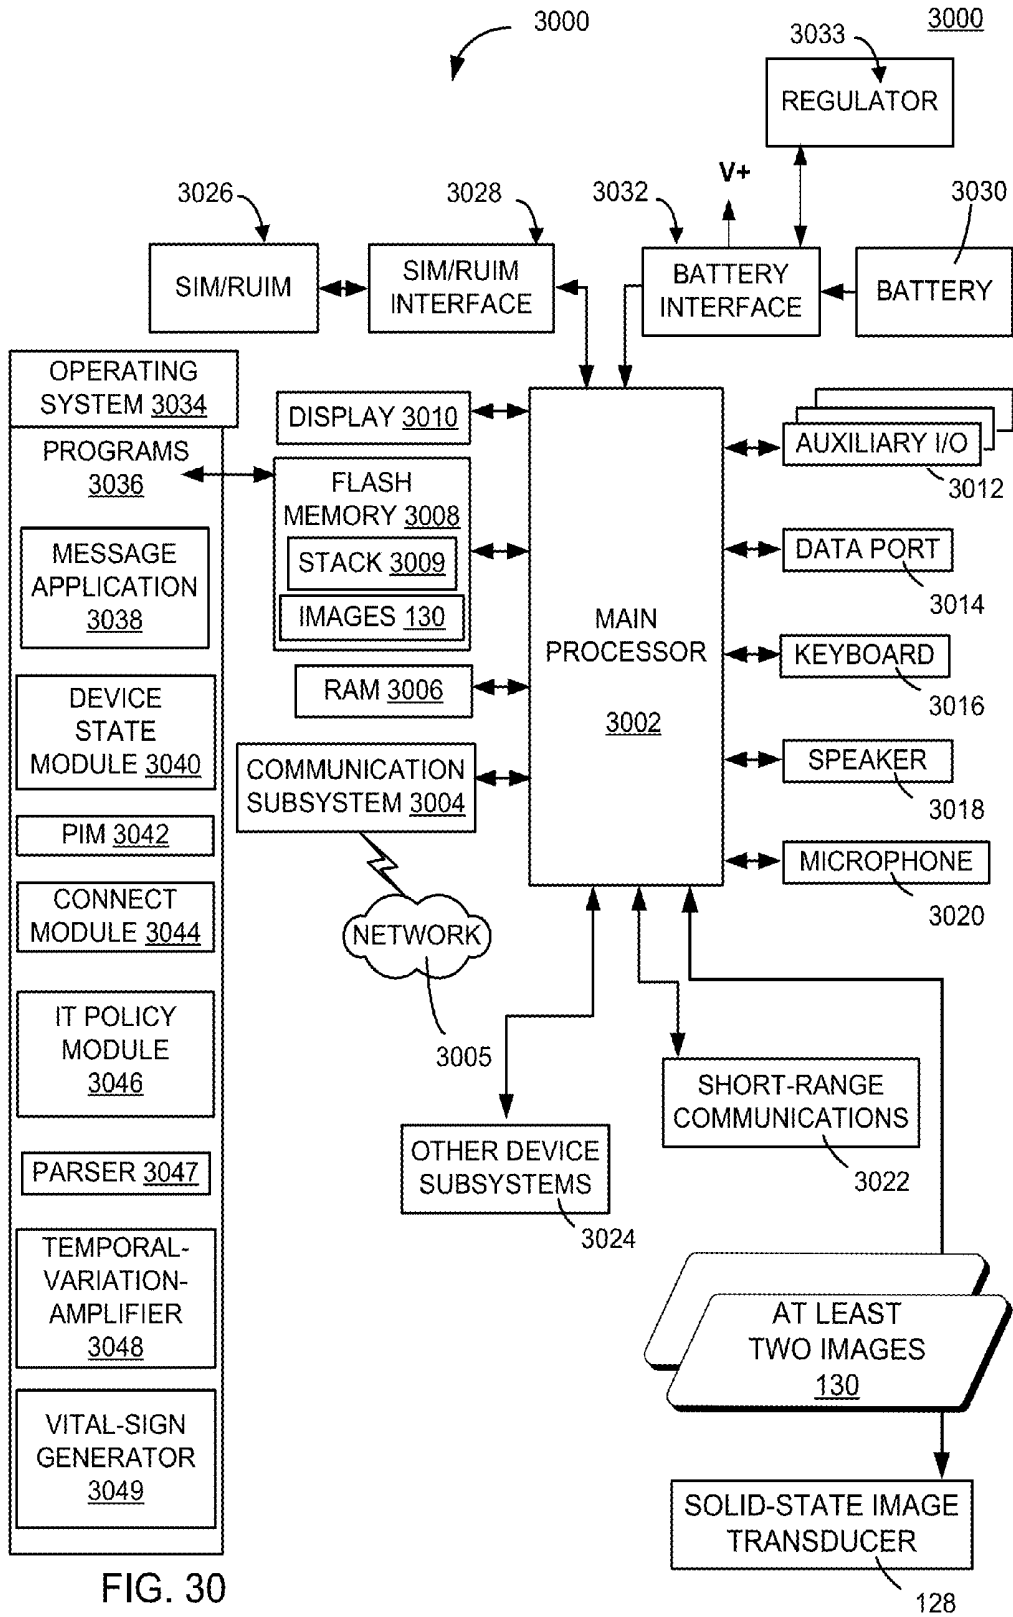 3000
3000
3033
REGULATOR
V+
3026
3028
3032
3030
SIM/RUIM
SIM/RUIM
INTERFACE
BATTERY
INTERFACE
BATTERY
OPERATING
SYSTEM 3034
PROGRAMS
3036
MESSAGE
APPLICATION
3038
DEVICE
STATE
MODULE 3040
PIM 3042
CONNECT
MODULE 3044
IT POLICY
MODULE
3046
PARSER 3047
TEMPORAL-
VARIATION-
AMPLIFIER
3048
VITAL-SIGN
GENERATOR
3049
DISPLAY 3010
FLASH
MEMORY 3008
STACK 3009
IMAGES 130
RAM 3006
COMMUNICATION
SUBSYSTEM 3004
NETWORK
3005
MAIN
PROCESSOR
3002
AUXILIARY I/O
3012
DATA PORT
3014
KEYBOARD
3016
SPEAKER
3018
MICROPHONE
3020
OTHER DEVICE
SUBSYSTEMS
3024
SHORT-RANGE
COMMUNICATIONS
3022
AT LEAST
TWO IMAGES
130
SOLID-STATE IMAGE
TRANSDUCER
128
FIG. 30